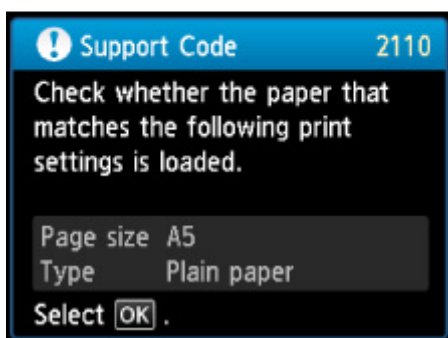 Support Code 2110
Check whether the paper that
matches the following print
settings is loaded.
Page size A5
Type Plain paper
Select OK .